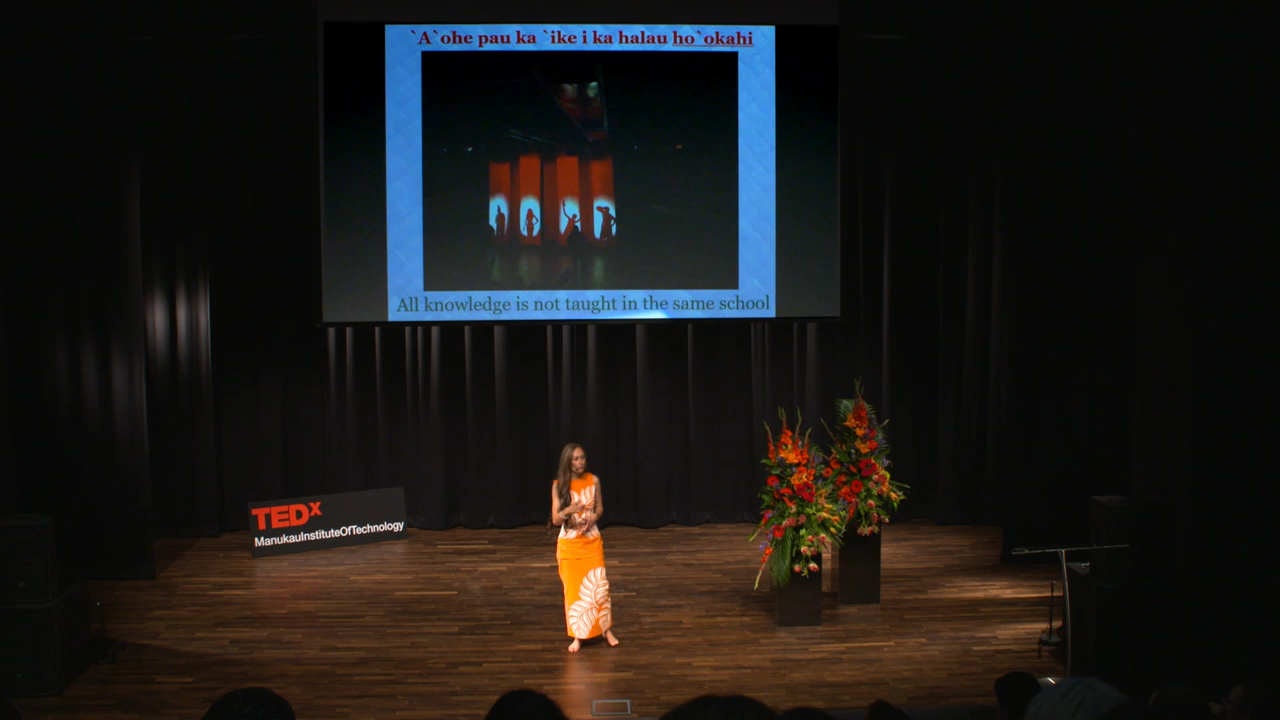 `A`ohe pau ka `ike i ka halau ho`okahi
All knowledge is not taught in the same school
TEDx
ManukauInstituteOfTechnology